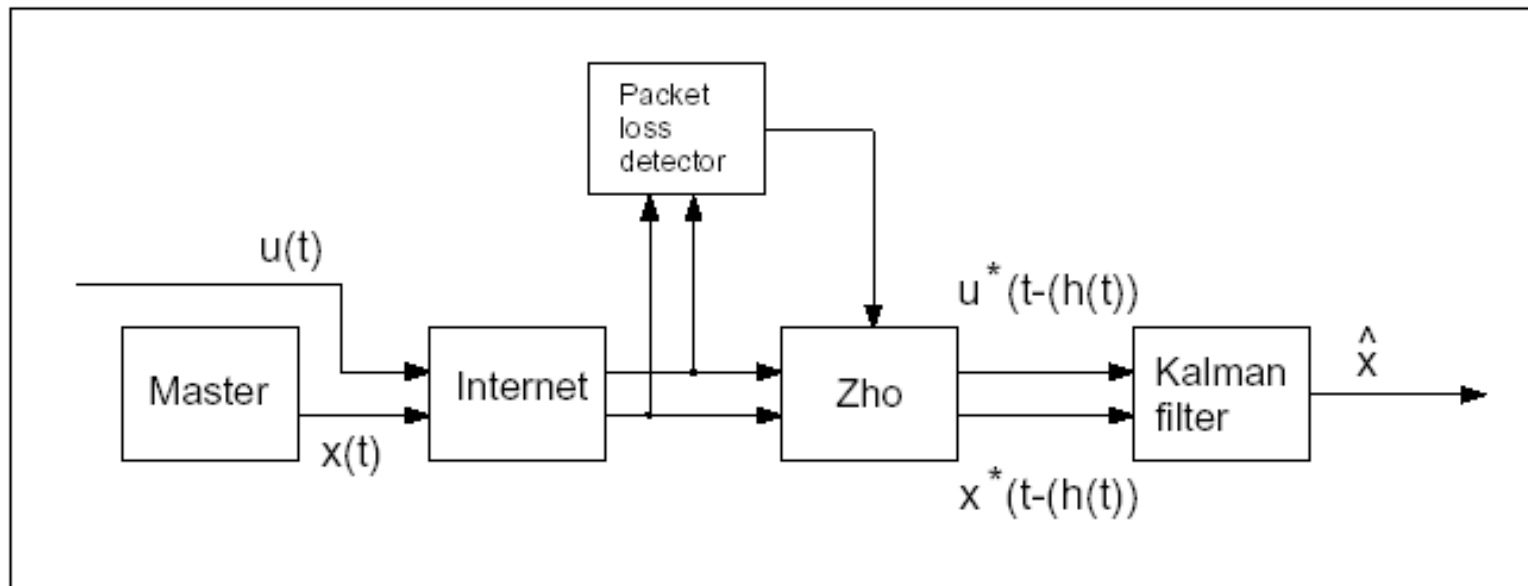 Packet
loss
detector
u(t)
u*(t-(h(t))
Master
Internet
Zho
Kalman
filter
x̂
x(t)
x*(t-(h(t))